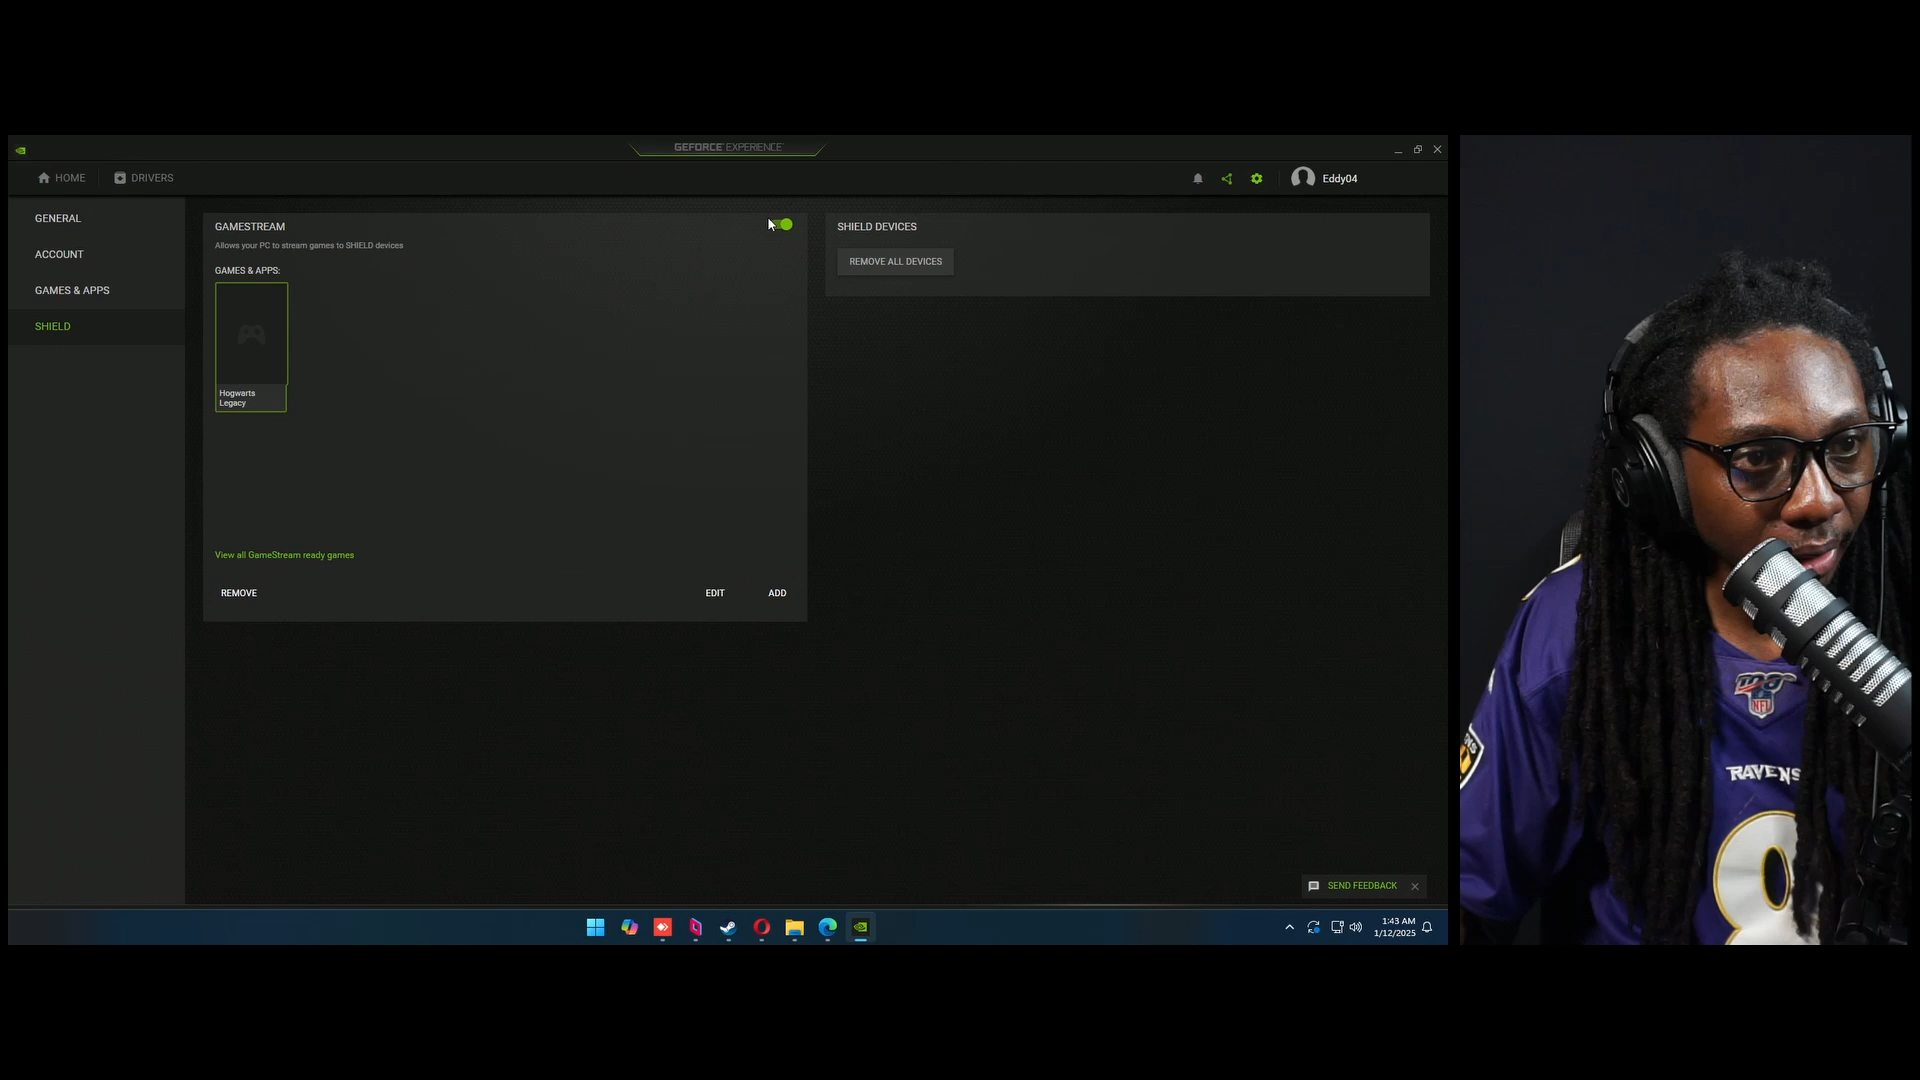 GEFORCE EXPERIENCE
HOME
DRIVERS
Eddy04
GENERAL
ACCOUNT
GAMES & APPS
SHIELD
GAMESTREAM
Allows your PC to stream games to SHIELD devices
GAMES & APPS:
Hogwarts
Legacy
View all GameStream ready games
REMOVE
EDIT
ADD
SHIELD DEVICES
REMOVE ALL DEVICES
SEND FEEDBACK
1:43 AM
1/12/2025
100
NFL
RAVENS